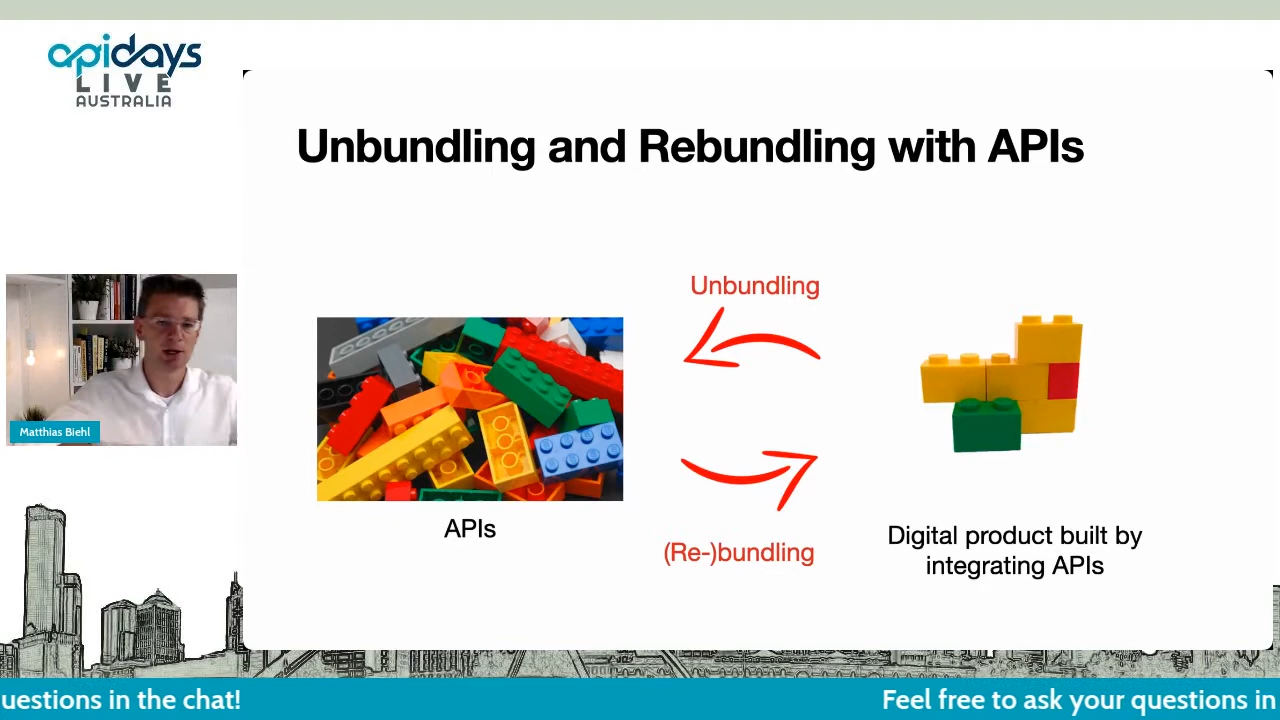 apidays
LIVE
AUSTRALIA
Unbundling and Rebundling with APIs
Unbundling
Matthias Biehl
APIs
(Re-)bundling
Digital product built by
integrating APIs
uestions in the chat!
Feel free to ask your questions in